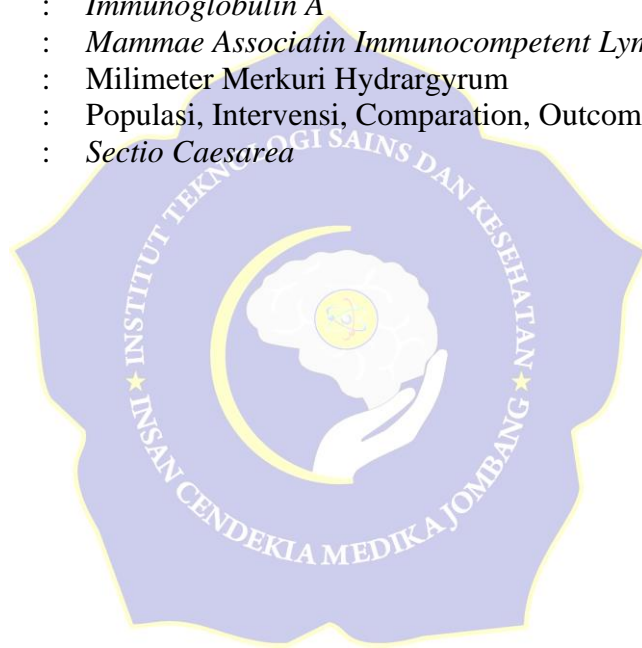 : Immunoglobulin A
: Mammae Associatin Immunocompetent Lym
: Milimeter Merkuri Hydrargyrum
: Populasi, Intervensi, Comparation, Outcom
: Sectio Caesarea
INSTITUT TEKNOLOGI SAINS DAN KESEHATAN
INSAN CENDEKIA MEDIKA JOMBANG